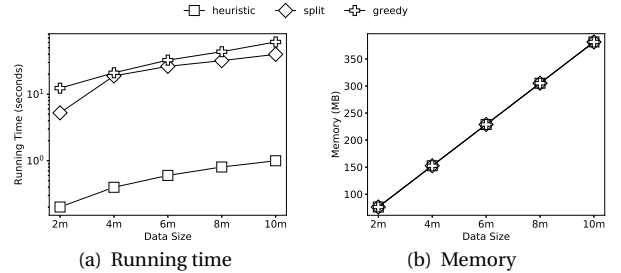 heuristic split greedy
Running Time (seconds)
10¹
10⁰
2m 4m 6m 8m 10m
Data Size
(a) Running time
Memory (MB)
350
300
250
200
150
100
2m 4m 6m 8m 10m
Data Size
(b) Memory